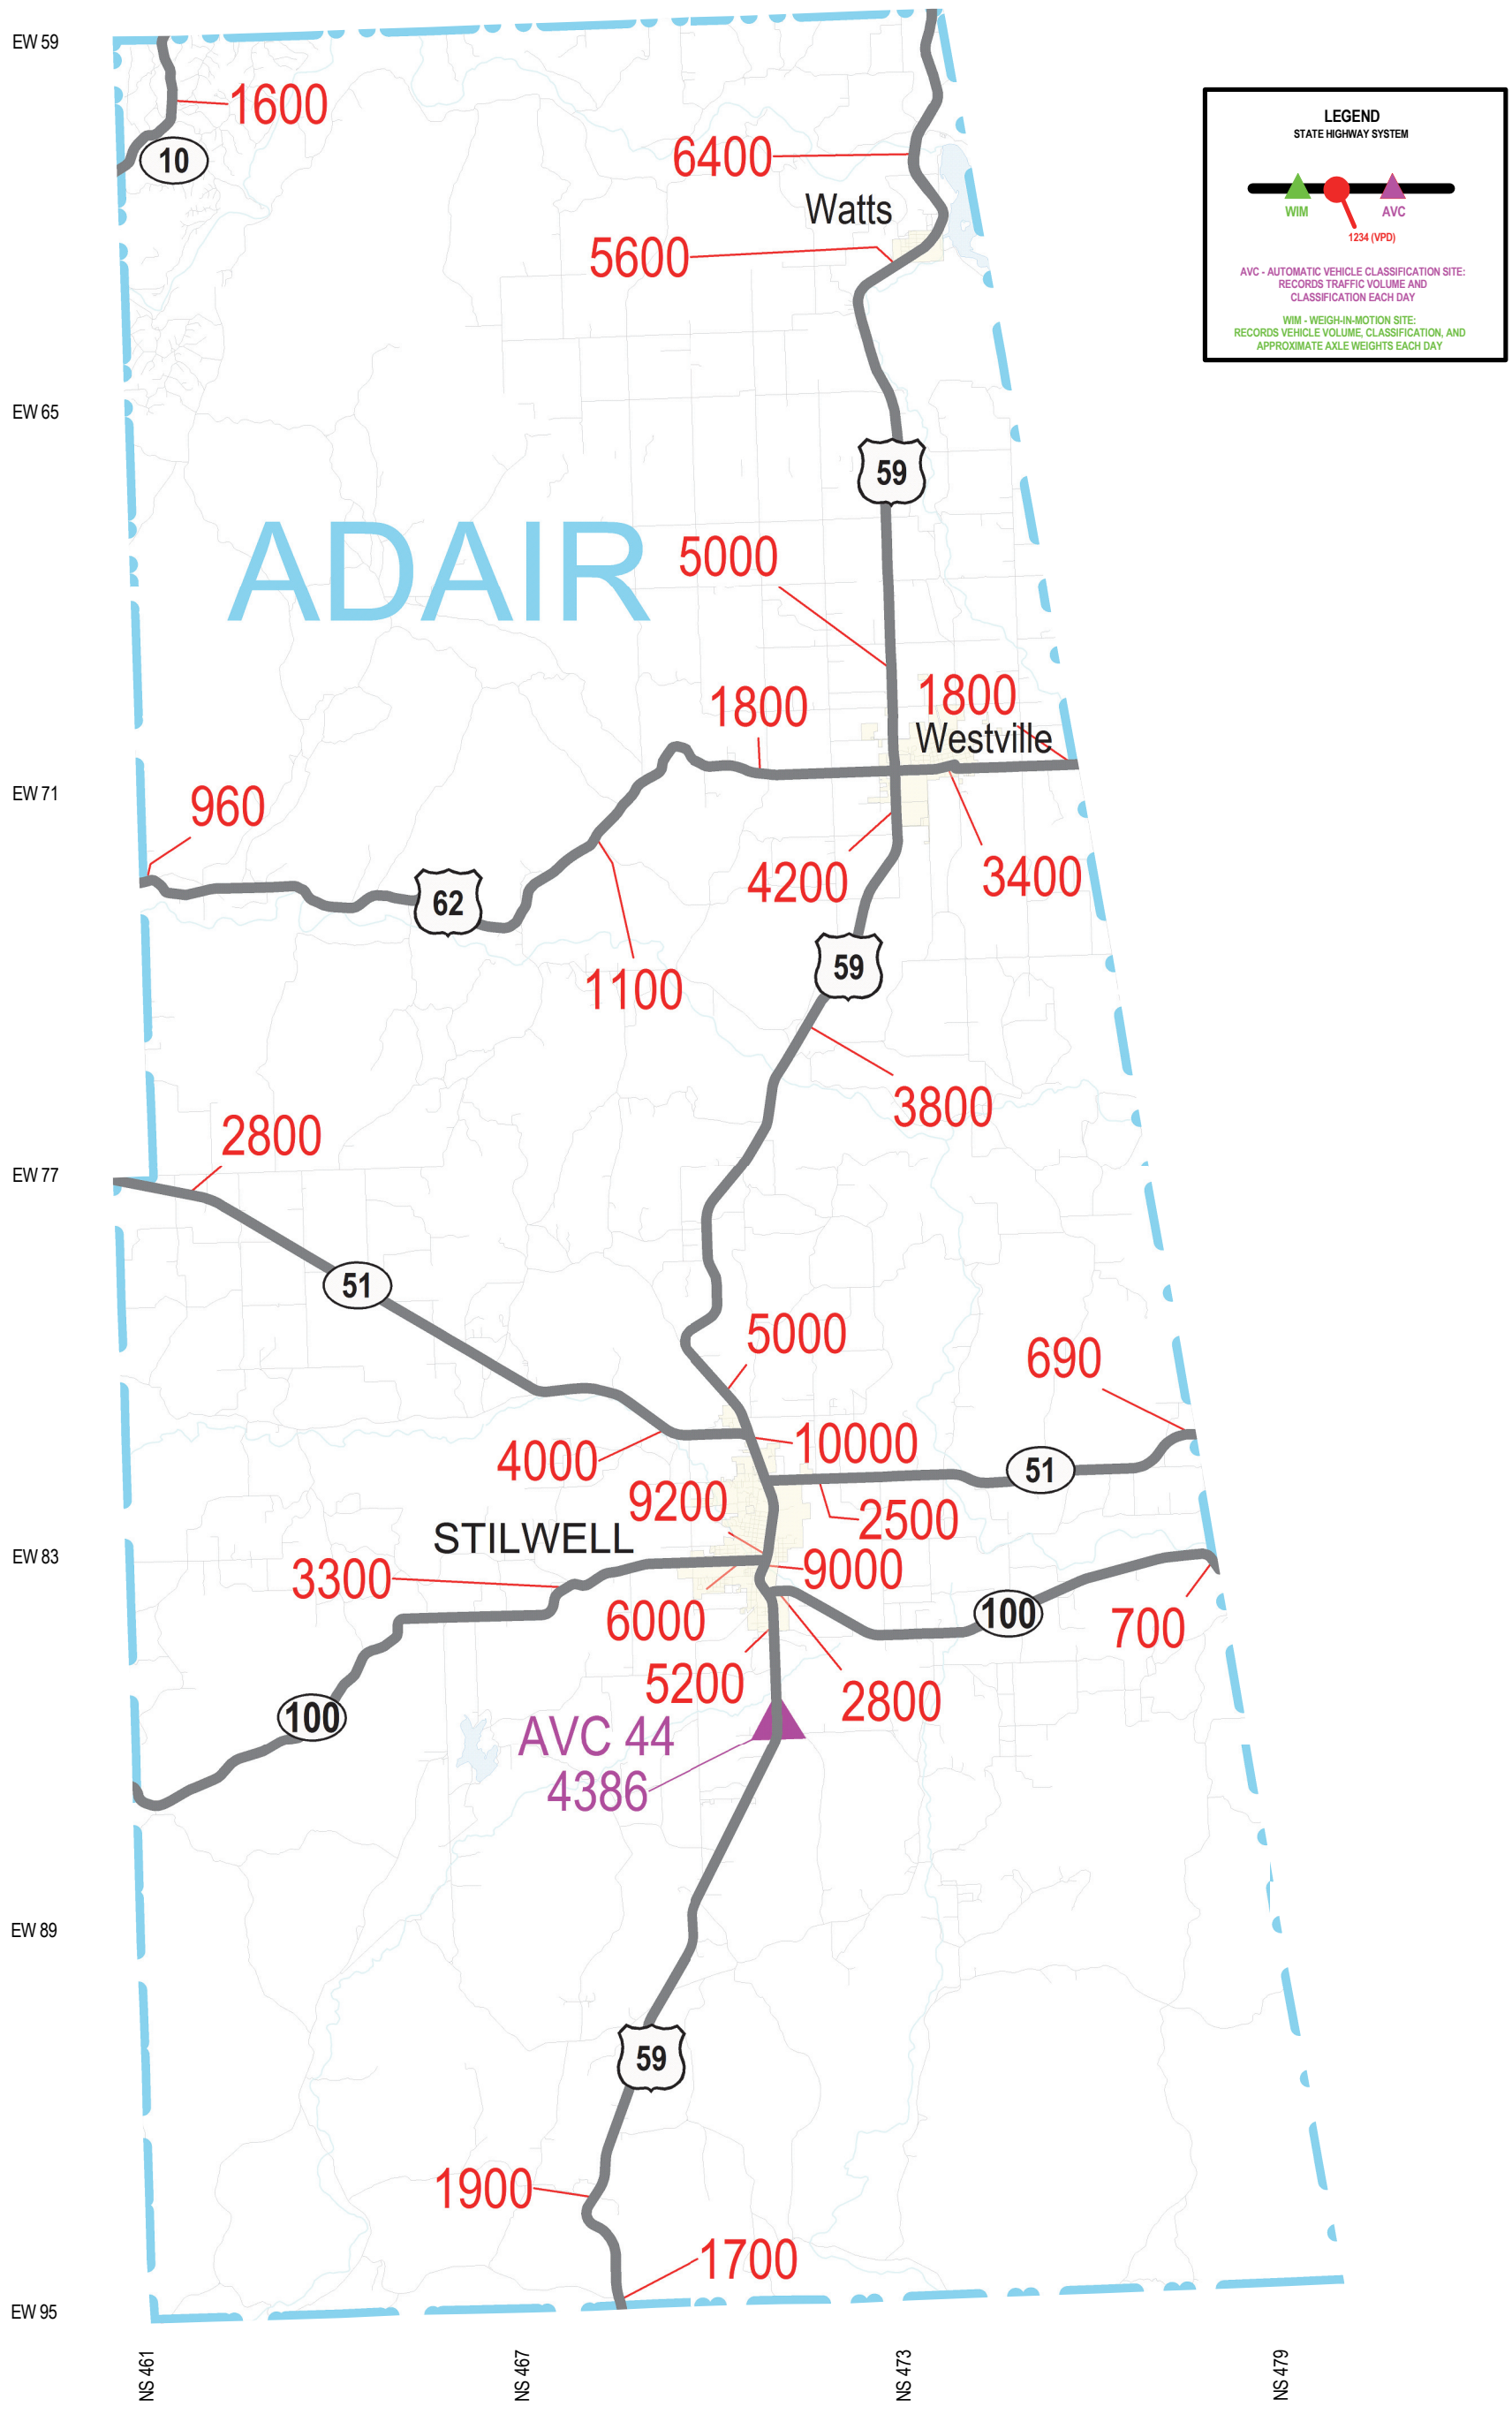 EW 59
1600
10
6400
Watts
5600
LEGEND
STATE HIGHWAY SYSTEM
WIM
AVC
1234 (VPD)
AVC - AUTOMATIC VEHICLE CLASSIFICATION SITE:
RECORDS TRAFFIC VOLUME AND
CLASSIFICATION EACH DAY
WIM - WEIGH-IN-MOTION SITE:
RECORDS VEHICLE VOLUME, CLASSIFICATION, AND
APPROXIMATE AXLE WEIGHTS EACH DAY
EW 65
59
ADAIR
5000
1800
1800
Westville
EW 71
960
4200
3400
62
59
1100
3800
2800
EW 77
51
5000
690
10000
4000
51
9200
2500
STILWELL
EW 83
3300
9000
6000
100
700
5200
2800
100
AVC 44
4386
EW 89
59
1900
1700
EW 95
NS 461
NS 467
NS 473
NS 479